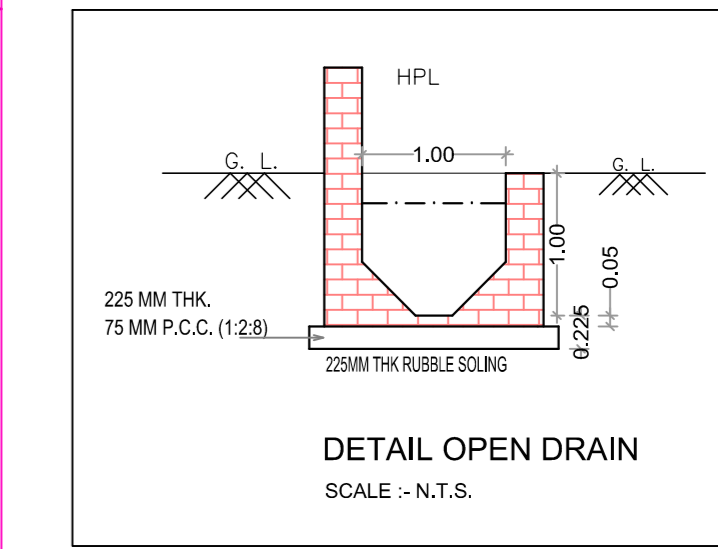 HPL
1.00
G. L.
G. L.
1.00
0.05
0.225
225 MM THK.
75 MM P.C.C. (1:2:8)
225MM THK RUBBLE SOLING
DETAIL OPEN DRAIN
SCALE :- N.T.S.